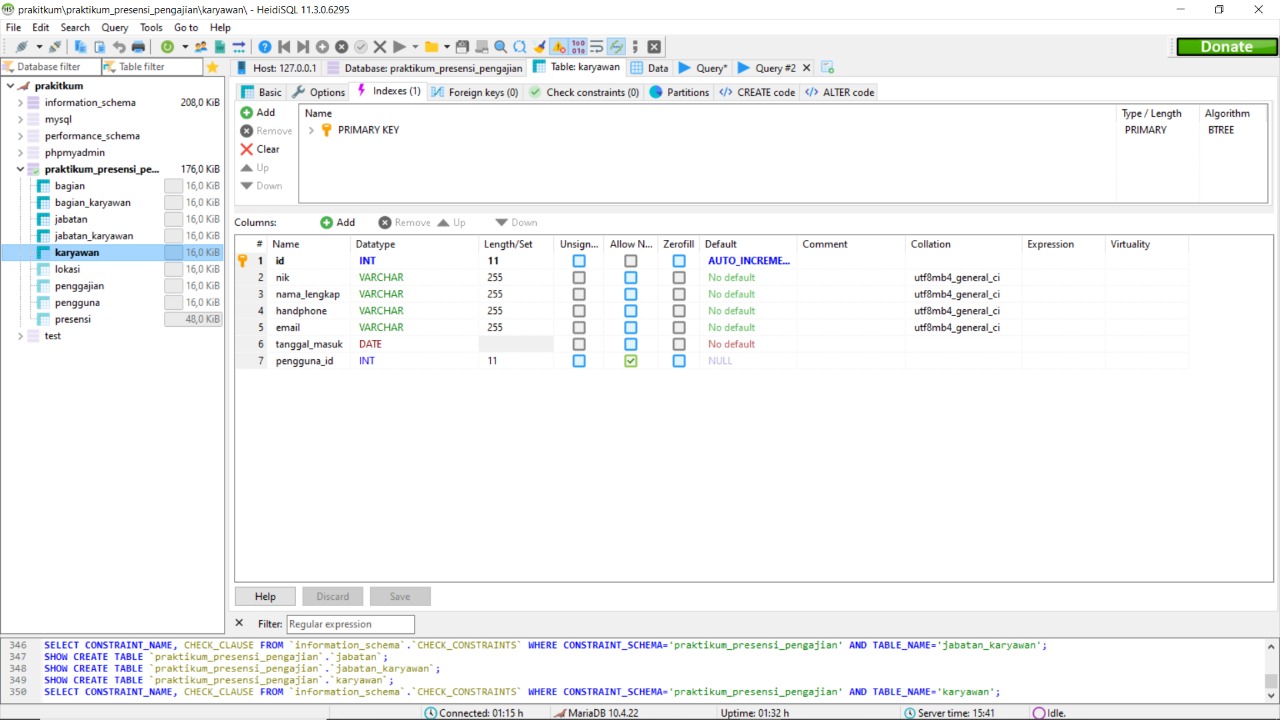 prakitkum\praktikum_presensi_pengajian\karyawan\ - HeidiSQL 11.3.0.6295
File Edit Search Query Tools Go to Help
Donate
Database filter Table filter
Host: 127.0.0.1 Database: praktikum_presensi_pengajian Table: karyawan Data Query* Query #2
prakitkum
information_schema 208,0 KiB
mysql
performance_schema
phpmyadmin
praktikum_presensi_pe... 176,0 KiB
bagian 16,0 KiB
bagian_karyawan 16,0 KiB
jabatan 16,0 KiB
jabatan_karyawan 16,0 KiB
karyawan 16,0 KiB
lokasi 16,0 KiB
penggajian 16,0 KiB
pengguna 16,0 KiB
presensi 48,0 KiB
test
Basic Options Indexes (1) Foreign keys (0) Check constraints (0) Partitions CREATE code ALTER code
Add
Remove
Clear
Up
Down
Name Type / Length Algorithm
PRIMARY KEY PRIMARY BTREE
Columns: Add Remove Up Down
# Name Datatype Length/Set Unsign... Allow N... Zerofill Default Comment Collation Expression Virtuality
1 id INT 11 AUTO_INCREME...
2 nik VARCHAR 255 No default utf8mb4_general_ci
3 nama_lengkap VARCHAR 255 No default utf8mb4_general_ci
4 handphone VARCHAR 255 No default utf8mb4_general_ci
5 email VARCHAR 255 No default utf8mb4_general_ci
6 tanggal_masuk DATE No default
7 pengguna_id INT 11 NULL
Help Discard Save
Filter: Regular expression
346 SELECT CONSTRAINT_NAME, CHECK_CLAUSE FROM `information_schema`.`CHECK_CONSTRAINTS` WHERE CONSTRAINT_SCHEMA='praktikum_presensi_pengajian' AND TABLE_NAME='jabatan_karyawan';
347 SHOW CREATE TABLE `praktikum_presensi_pengajian`.`jabatan`;
348 SHOW CREATE TABLE `praktikum_presensi_pengajian`.`jabatan_karyawan`;
349 SHOW CREATE TABLE `praktikum_presensi_pengajian`.`karyawan`;
350 SELECT CONSTRAINT_NAME, CHECK_CLAUSE FROM `information_schema`.`CHECK_CONSTRAINTS` WHERE CONSTRAINT_SCHEMA='praktikum_presensi_pengajian' AND TABLE_NAME='karyawan';
Connected: 01:15 h MariaDB 10.4.22 Uptime: 01:32 h Server time: 15:41 Idle.